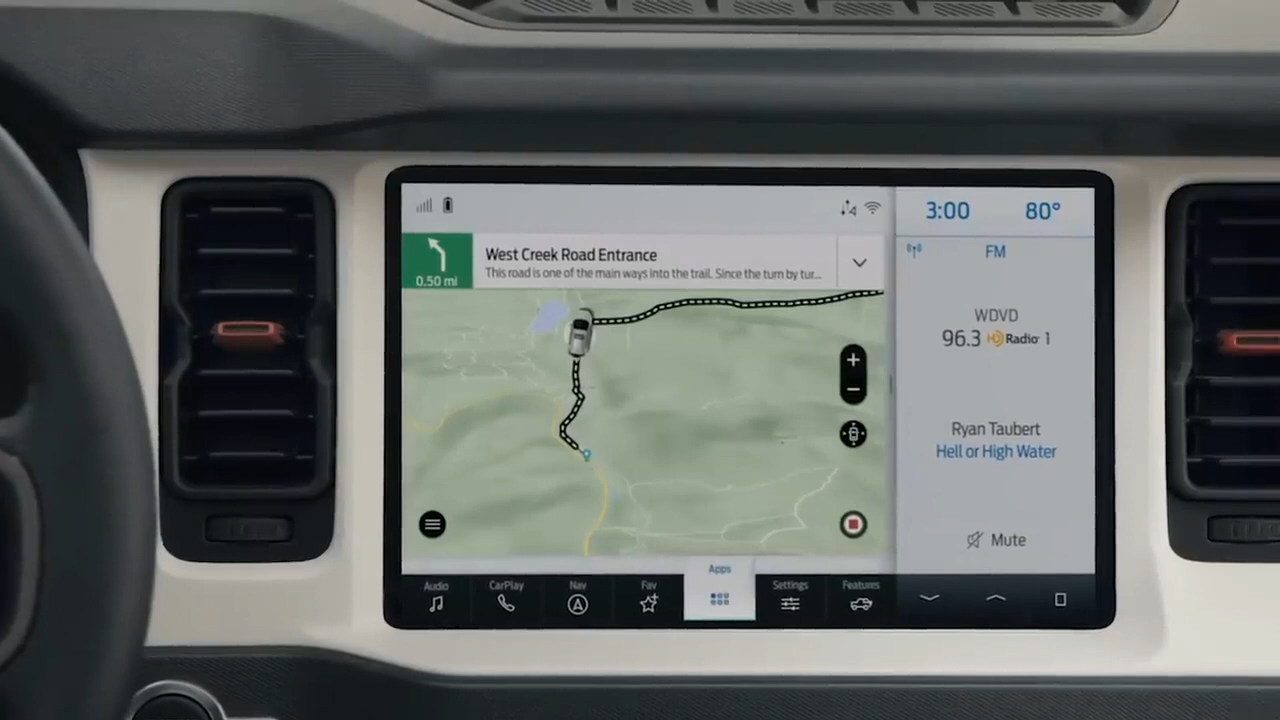 3:00 80°
West Creek Road Entrance
This road is one of the main ways into the trail. Since the turn by tur...
0.50 mi
FM
WDVD
96.3 HD Radio 1
Ryan Taubert
Hell or High Water
Mute
Audio CarPlay Nav Fav Apps Settings Features